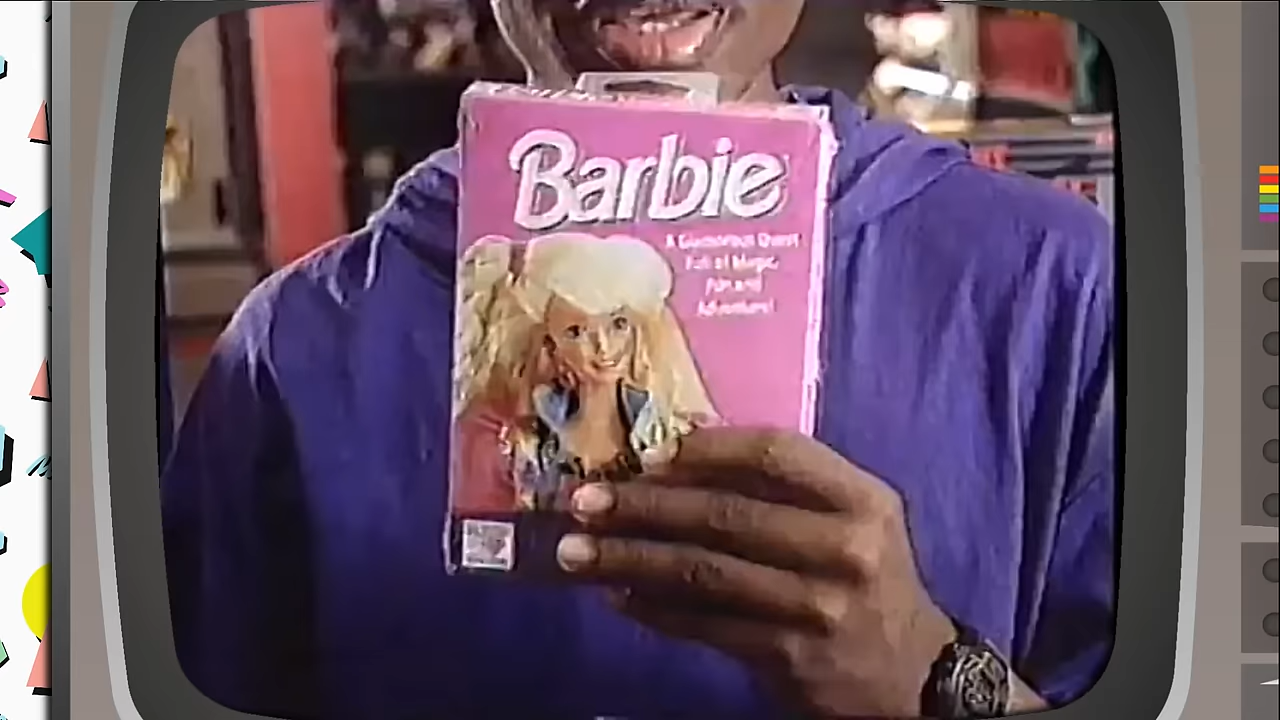 Barbie
A Glamorous Quest
Full of Magic,
Fun and
Adventure!